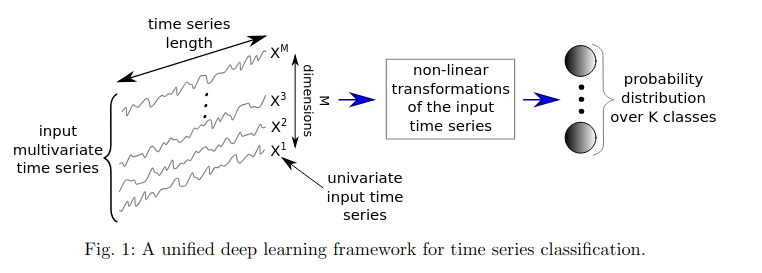 time series
length
X^M
X^3
X^2
X^1
M
dimensions
input
multivariate
time series
univariate
input time
series
non-linear
transformations
of the input
time series
probability
distribution
over K classes
Fig. 1: A unified deep learning framework for time series classification.